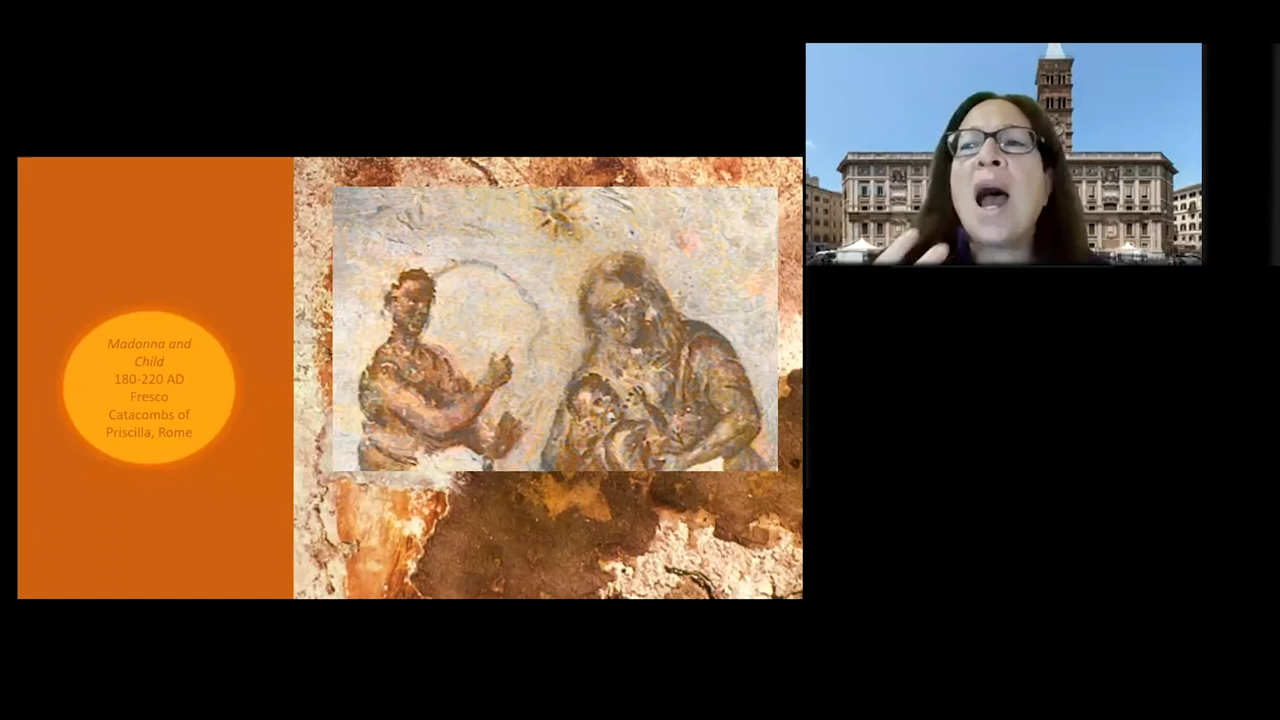 Madonna and
Child
180-220 AD
Fresco
Catacombs of
Priscilla, Rome